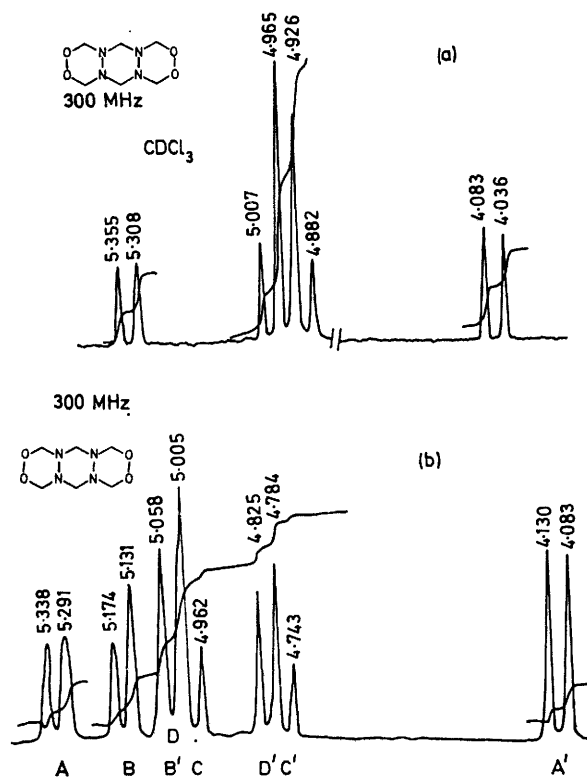 O N N O
O N N O
300 MHz
CDCl3
(a)
5·355
5·308
5·007
4·965
4·926
4·882
4·083
4·036
300 MHz
O N N O
O N N O
(b)
5·338
5·291
5·174
5·131
5·058
5·005
4·962
4·825
4·784
4·743
4·130
4·083
D
A B B' C D' C' A'